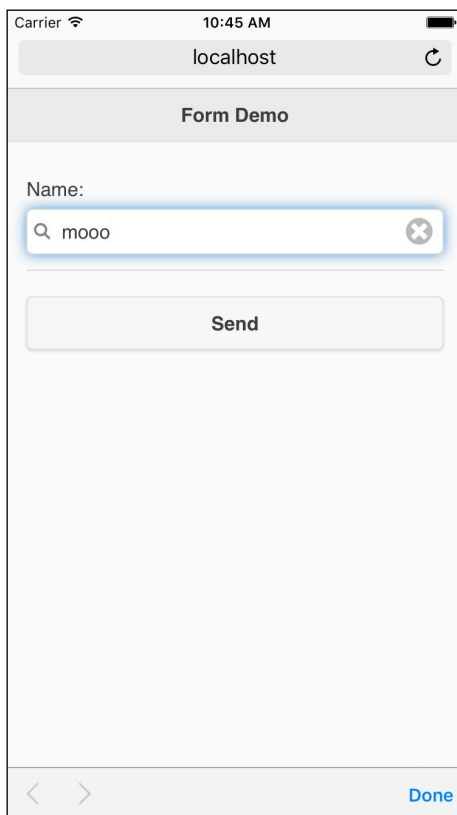 Carrier 10:45 AM
localhost
Form Demo
Name:
mooo
Send
Done